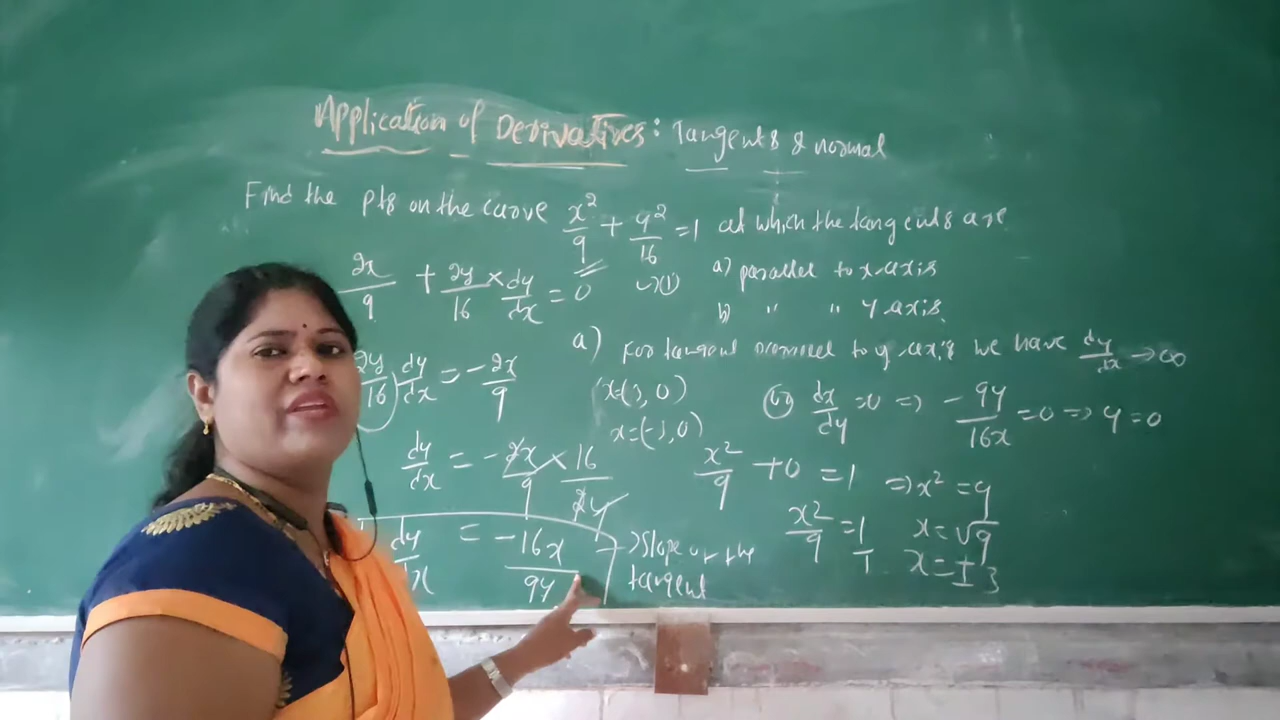 Application of Derivatives: Tangents & normal
Find the pts on the curve x²/9 + y²/16 = 1 at which the tangents are
a) parallel to x-axis
b) " " y axis
2x/9 + 2y/16 × dy/dx = 0 →(1)
2y/16 dy/dx = -2x/9
dy/dx = -2x/9 × 16/2y
dy/dx = -16x/9y → Slope of the tangent
a) For tangent to y-axis we have dy/dx → ∞
dx/dy = 0 ⇒ -9y/16x = 0 ⇒ y = 0
x=(3, 0)
x=(-3, 0)
x²/9 + 0 = 1 ⇒ x² = 9
x²/9 = 1/1 x = √9
x = ± 3